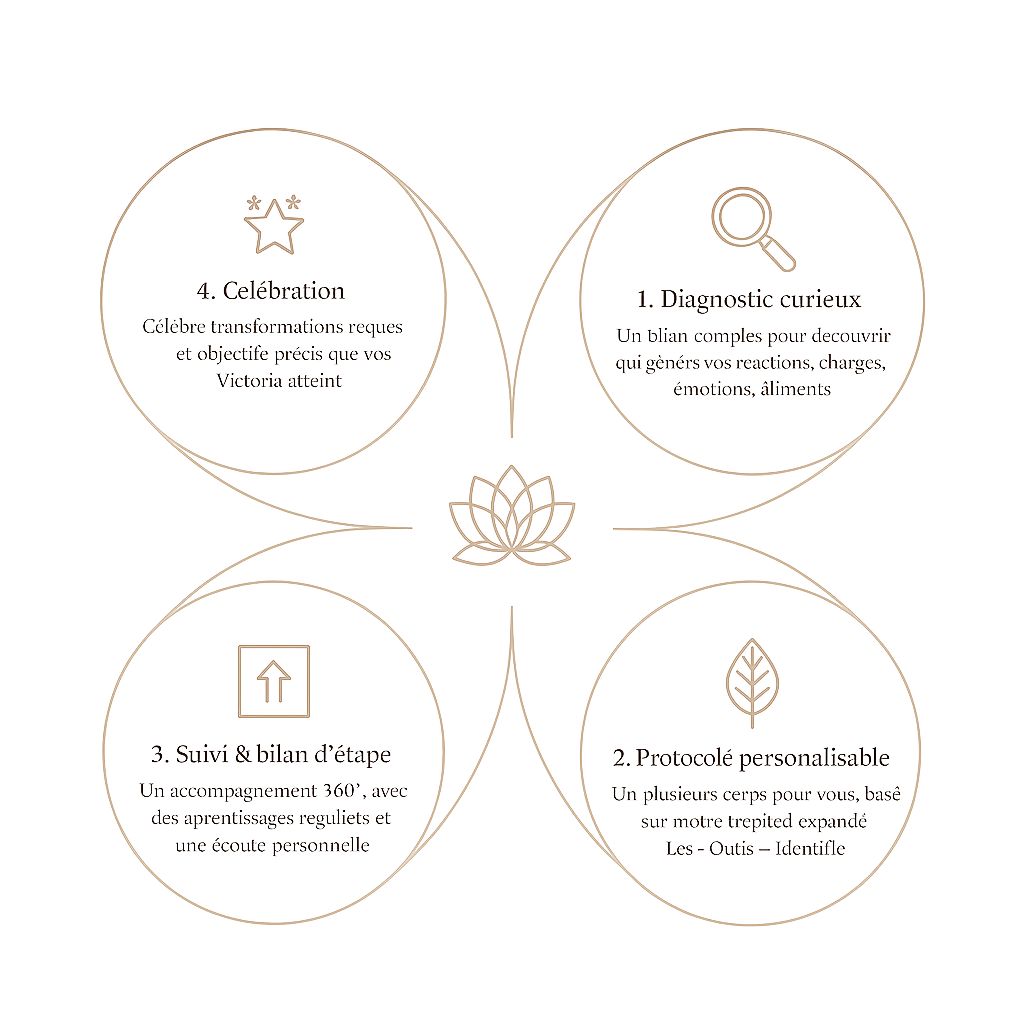 4. Celébration
Célèbre transformations reques
et objectife précis que vos
Victoria atteint
1. Diagnostic curieux
Un blian comples pour decouvrir
qui gènérs vos reactions, charges,
émotions, âliments
3. Suivi & bilan d'étape
Un accompagnement 360', avec
des aprentissages reguliets et
une écoute personnelle
2. Protocolé personalisable
Un plusieurs cerps pour vous, basê
sur motre trepited expandé
Les - Outis – Identifle